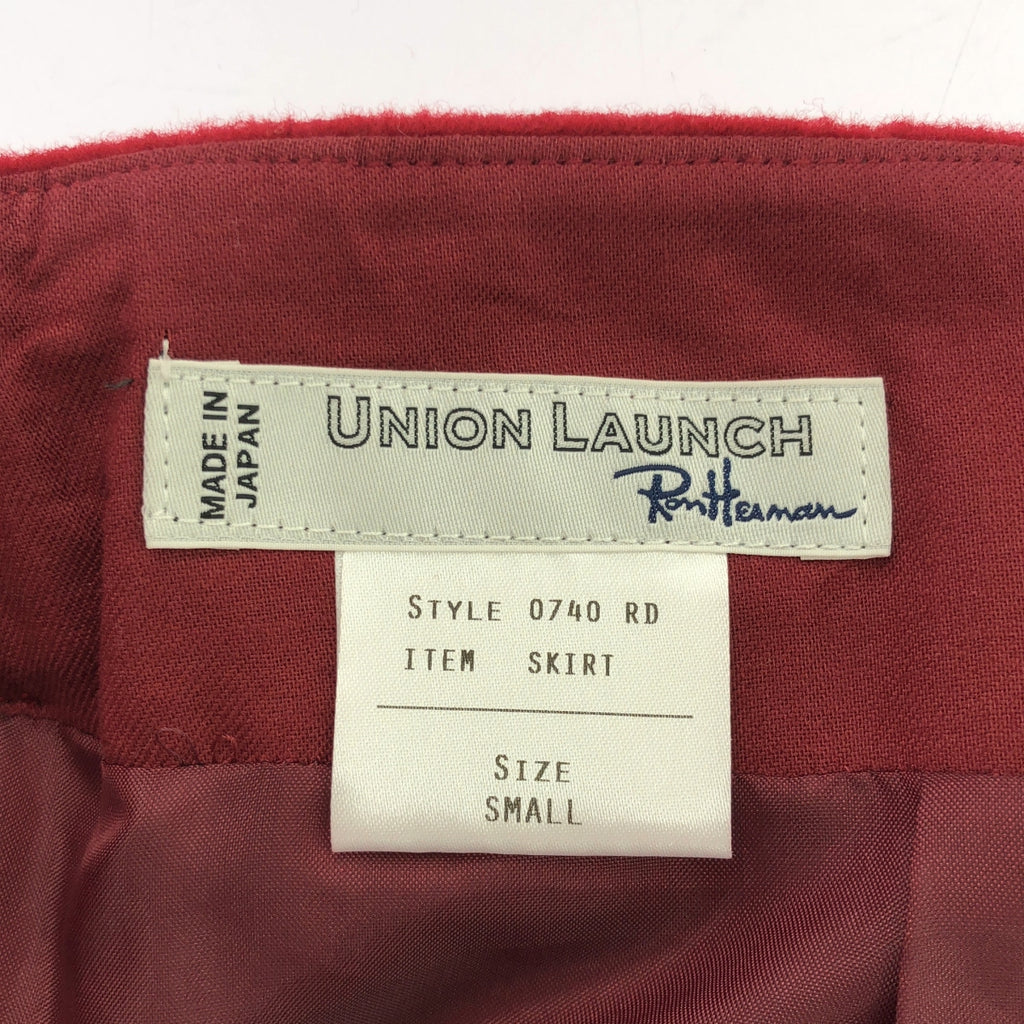 MADE IN
JAPAN
UNION LAUNCH
Ron Herman
STYLE 0740 RD
ITEM SKIRT
SIZE
SMALL